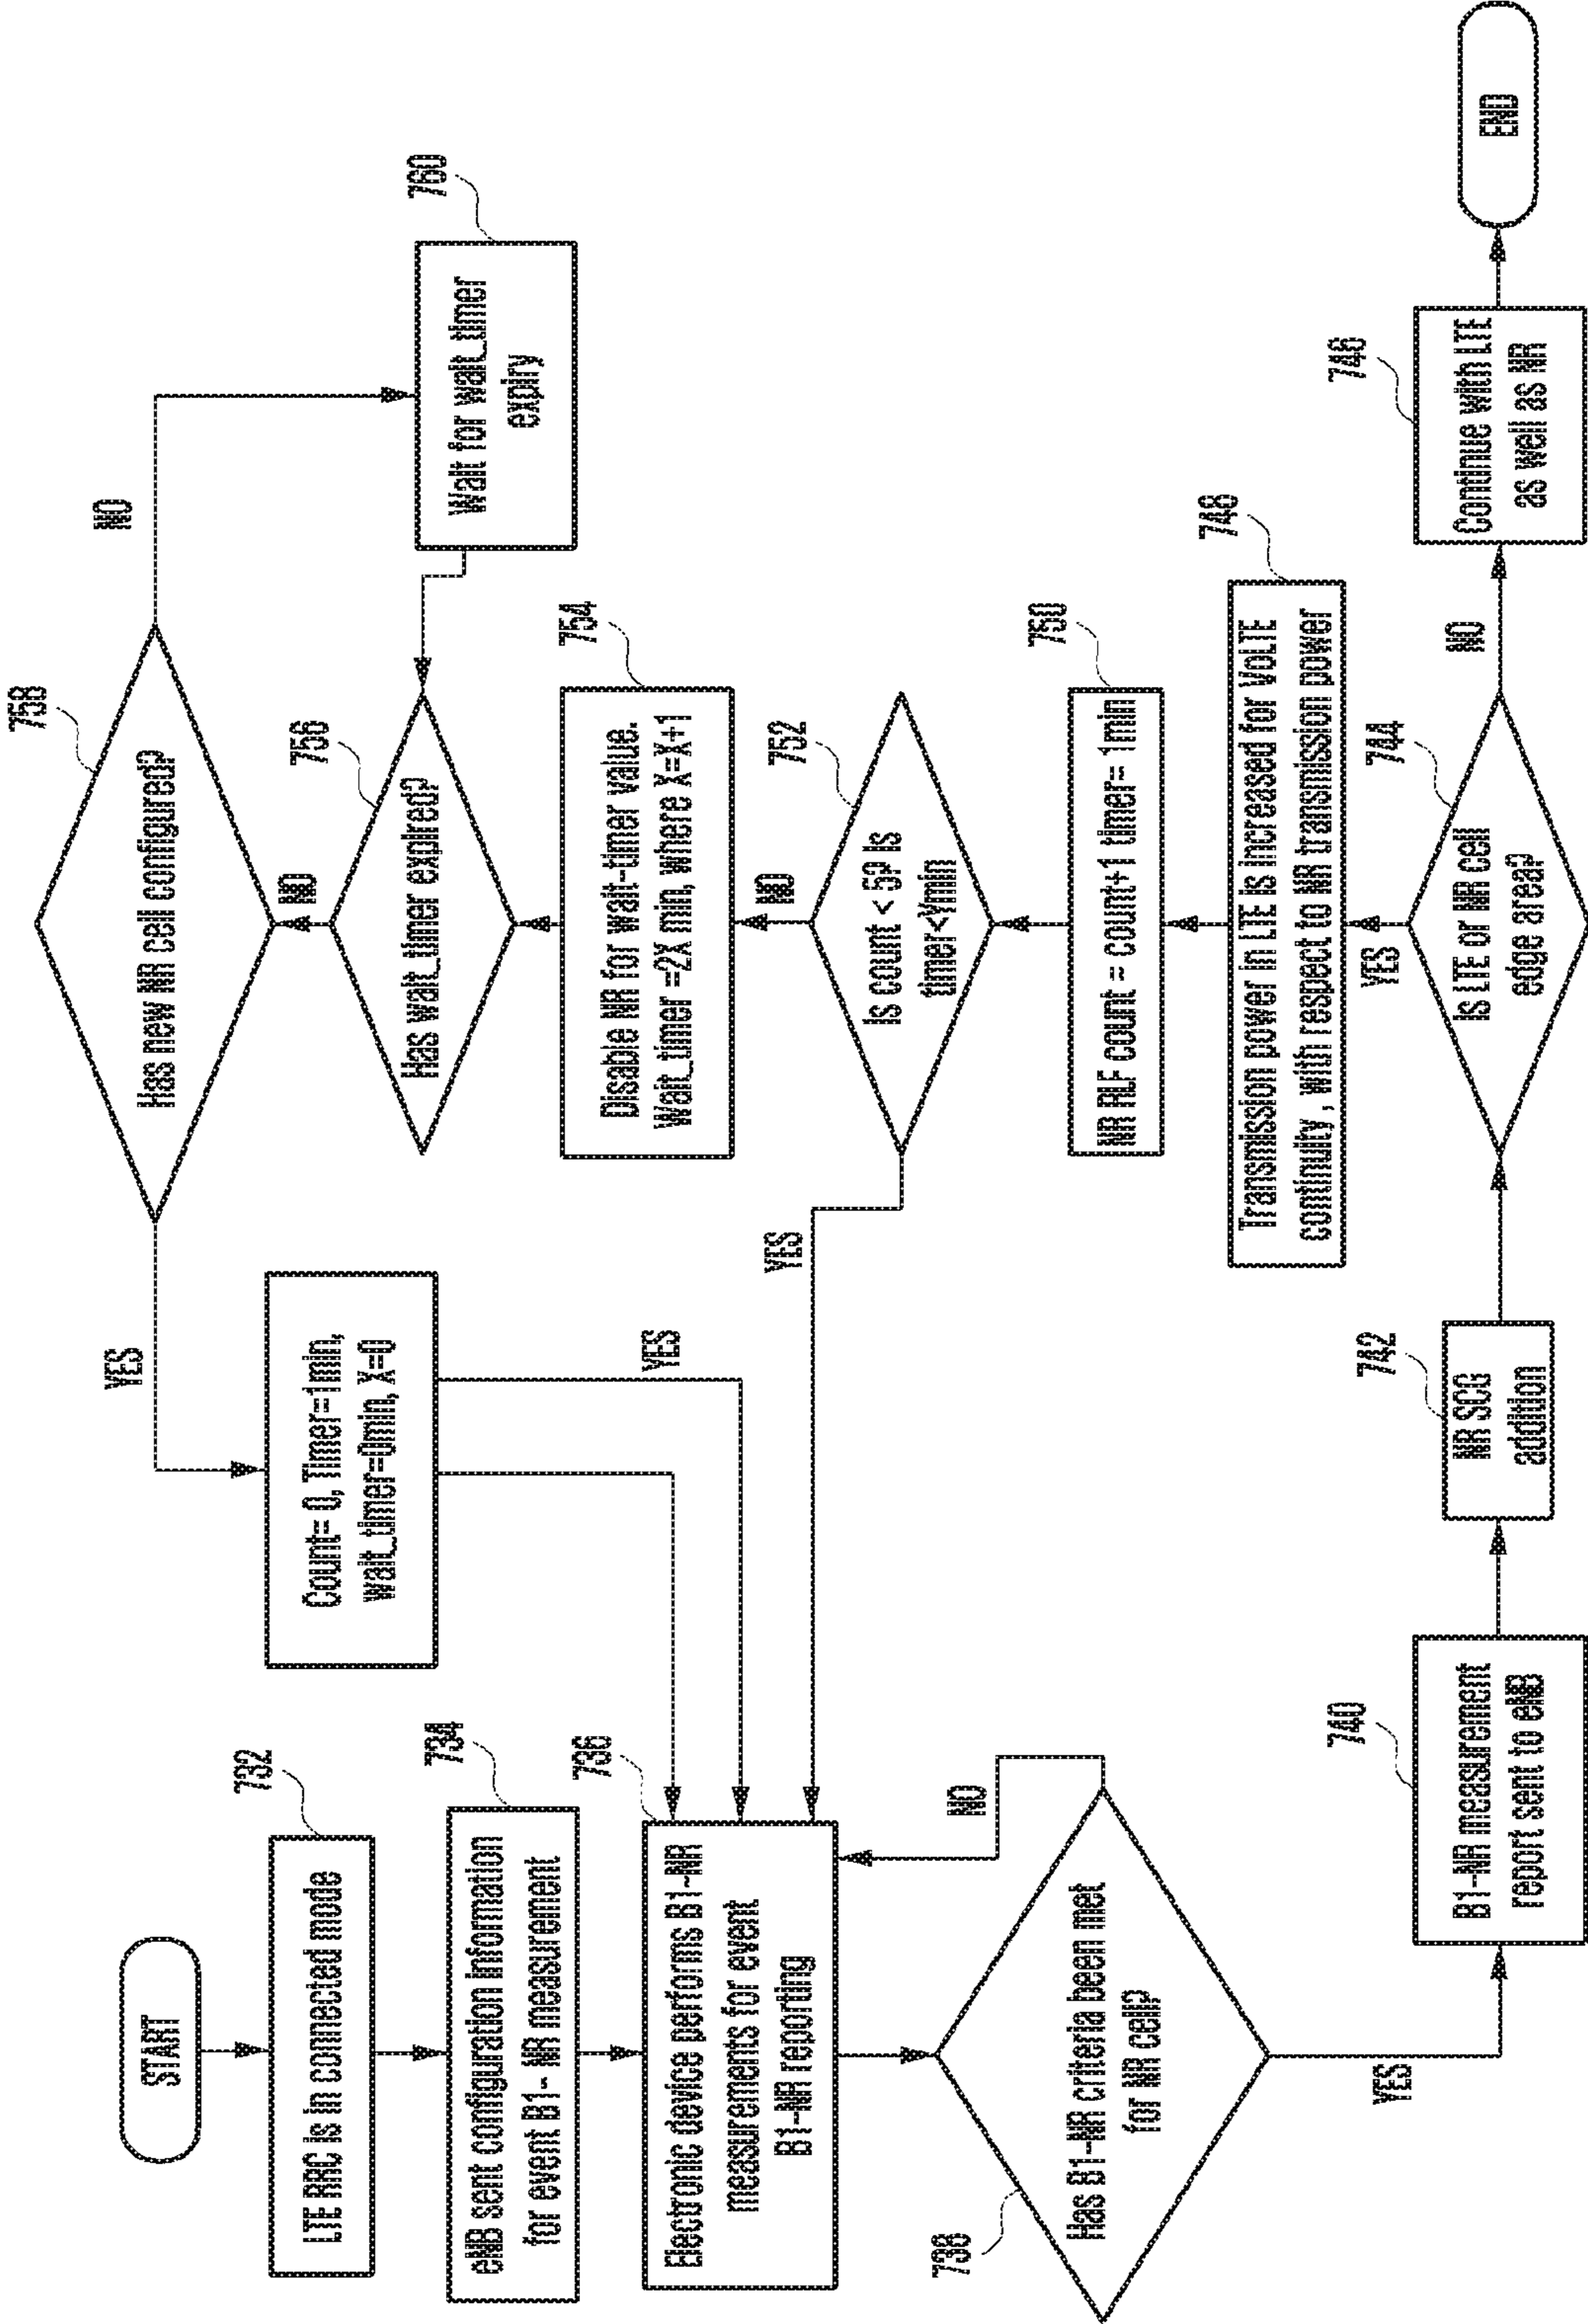 START
732
LTE RRC is in connected mode
734
eNB sent configuration information
for event B1- NR measurement
736
Electronic device performs B1-NR
measurements for event
B1-NR reporting
738
Has B1-NR criteria been met
for NR cell?
NO
YES
740
B1-NR measurement
report sent to eNB
742
NR SCG
addition
744
Is LTE or NR cell
edge area?
NO
746
Continue with LTE
as well as NR
END
YES
748
Transmission power in LTE is increased for VoLTE
continuity , with respect to NR transmission power
750
NR RLF count = count+1 timer= 1min
752
Is count < 5? Is
timer<Ymin
YES
NO
754
Disable NR for wait-timer value.
Wait_timer =2X min, where X=X+1
756
Has wait_timer expired?
NO
758
Has new NR cell configured?
NO
760
Wait for wait_timer
expiry
YES
Count= 0, Timer=1min,
wait_timer=0min, X=0
YES